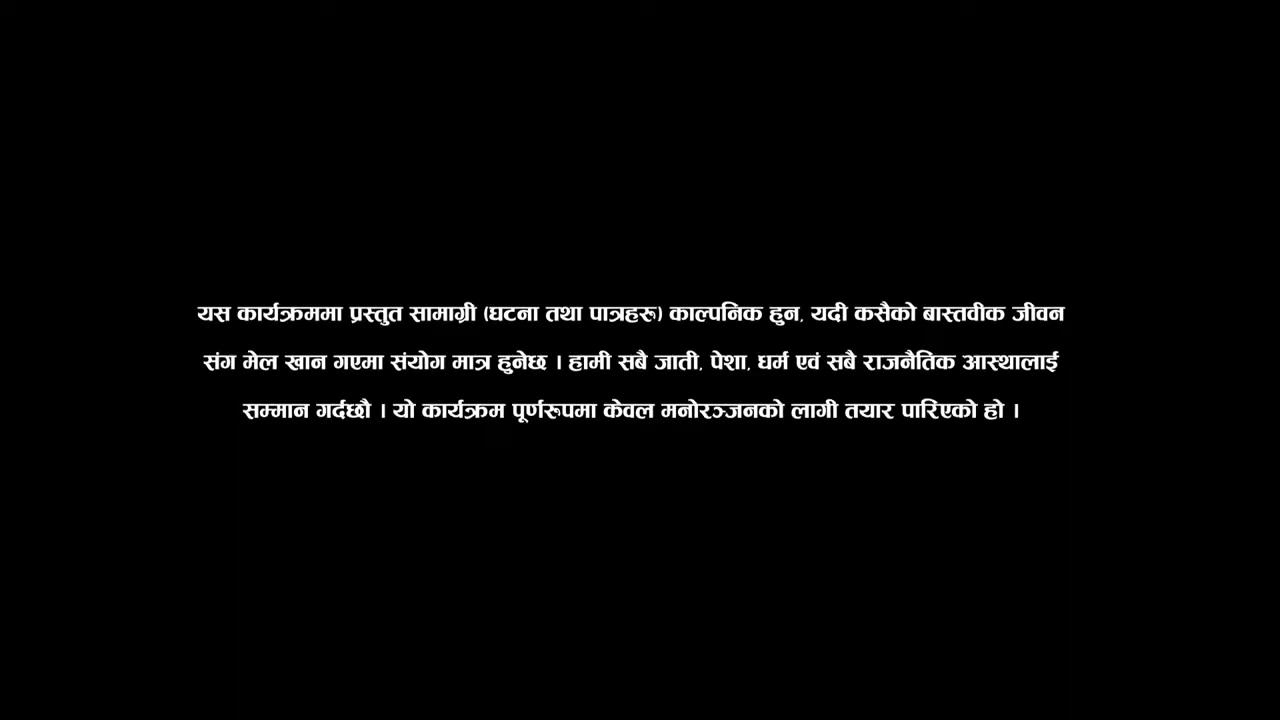 यस कार्यक्रममा प्रस्तुत सामाग्री (घटना तथा पात्रहरू) काल्पनिक हुन, यदी कसैको बास्तवीक जीवन
संग मेल खान गएमा संयोग मात्र हुनेछ । हामी सबै जाती, पेशा, धर्म एवं सबै राजनैतिक आस्थालाई
सम्मान गर्दछौ । यो कार्यक्रम पूर्णरूपमा केवल मनोरञ्जनको लागी तयार पारिएको हो ।